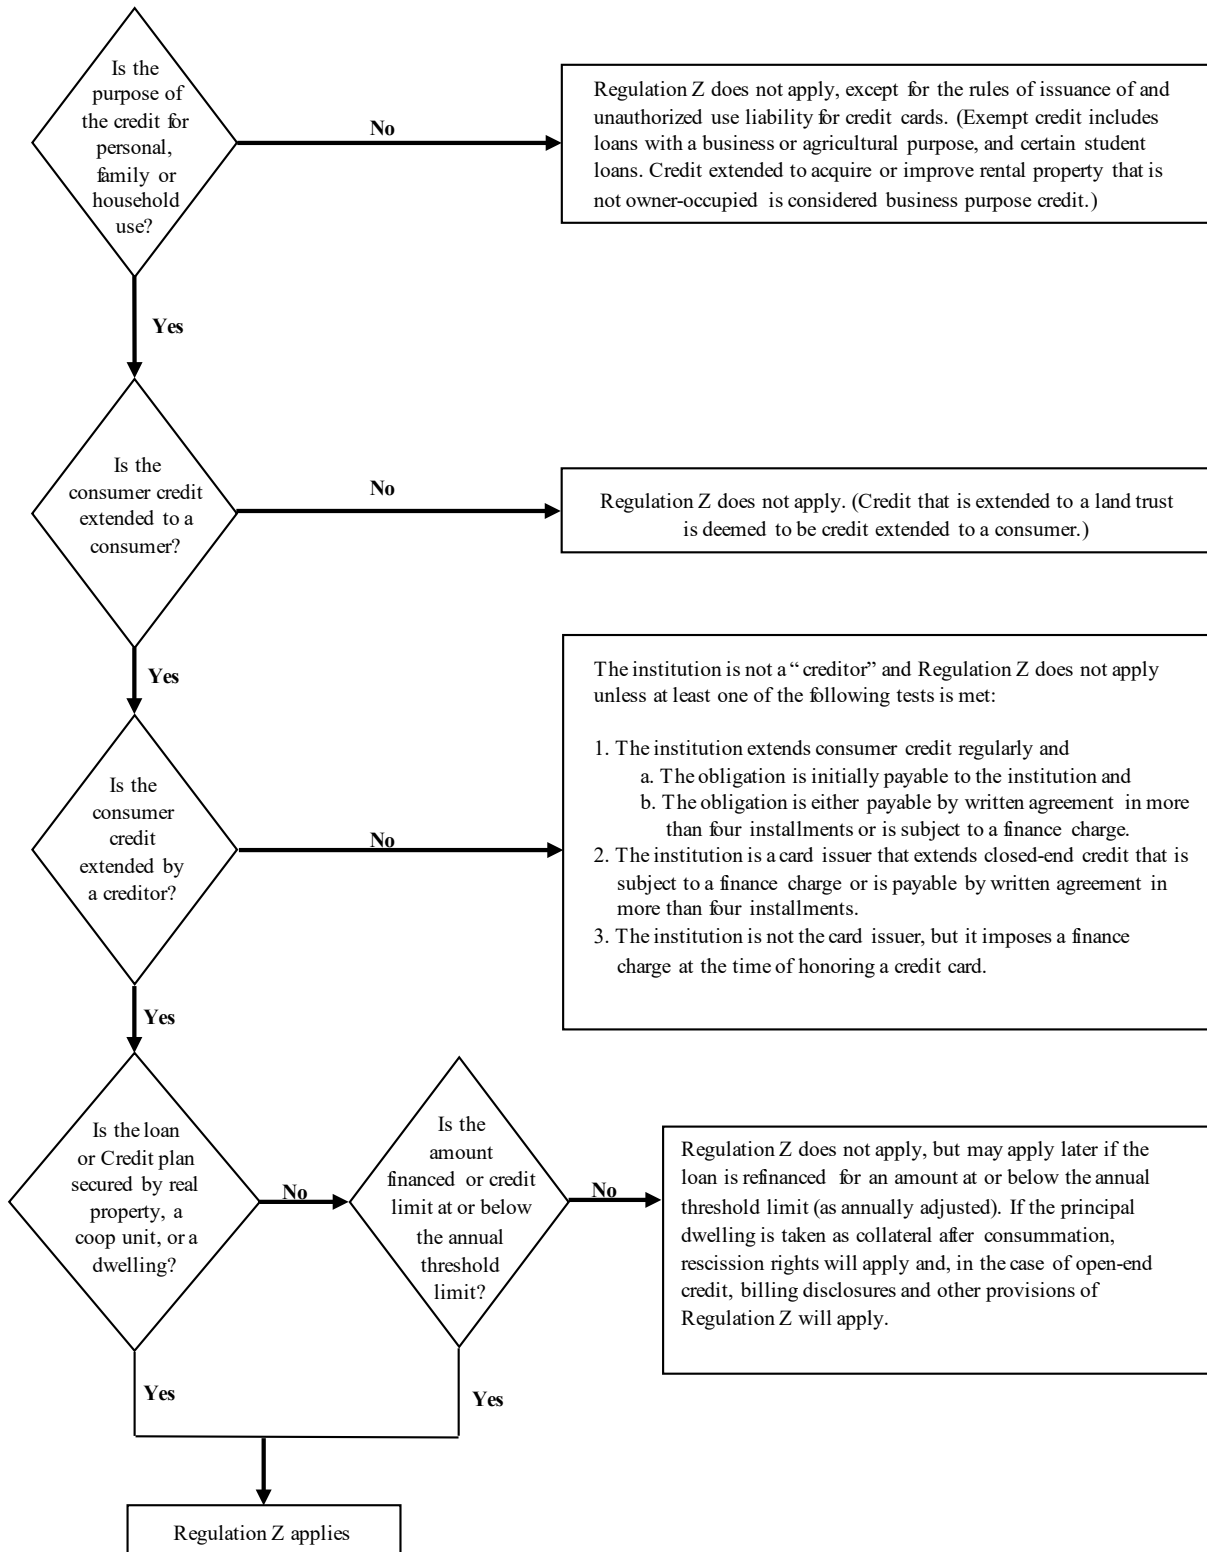 Is the
purpose of
the credit for
personal,
family or
household
use?
No
Regulation Z does not apply, except for the rules of issuance of and
unauthorized use liability for credit cards. (Exempt credit includes
loans with a business or agricultural purpose, and certain student
loans. Credit extended to acquire or improve rental property that is
not owner-occupied is considered business purpose credit.)
Yes
Is the
consumer credit
extended to a
consumer?
No
Regulation Z does not apply. (Credit that is extended to a land trust
is deemed to be credit extended to a consumer.)
Yes
Is the
consumer
credit
extended by
a creditor?
No
The institution is not a “creditor” and Regulation Z does not apply
unless at least one of the following tests is met:
1. The institution extends consumer credit regularly and
a. The obligation is initially payable to the institution and
b. The obligation is either payable by written agreement in more
than four installments or is subject to a finance charge.
2. The institution is a card issuer that extends closed-end credit that is
subject to a finance charge or is payable by written agreement in
more than four installments.
3. The institution is not the card issuer, but it imposes a finance
charge at the time of honoring a credit card.
Yes
Is the loan
or Credit plan
secured by real
property, a
coop unit, or a
dwelling?
No
Is the
amount
financed or credit
limit at or below
the annual
threshold
limit?
No
Regulation Z does not apply, but may apply later if the
loan is refinanced for an amount at or below the annual
threshold limit (as annually adjusted). If the principal
dwelling is taken as collateral after consummation,
rescission rights will apply and, in the case of open-end
credit, billing disclosures and other provisions of
Regulation Z will apply.
Yes
Yes
Regulation Z applies